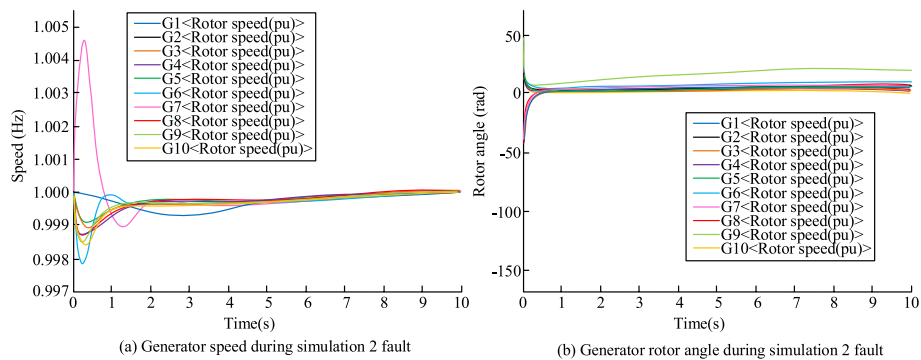 1.005
1.004
1.003
1.002
1.001
1.000
0.999
0.998
0.997
Speed (Hz)
G1<Rotor speed(pu)>
G2<Rotor speed(pu)>
G3<Rotor speed(pu)>
G4<Rotor speed(pu)>
G5<Rotor speed(pu)>
G6<Rotor speed(pu)>
G7<Rotor speed(pu)>
G8<Rotor speed(pu)>
G9<Rotor speed(pu)>
G10<Rotor speed(pu)>
0 1 2 3 4 5 6 7 8 9 10
Time(s)
(a) Generator speed during simulation 2 fault
50
0
-50
-100
-150
Rotor angle (rad)
G1<Rotor speed(pu)>
G2<Rotor speed(pu)>
G3<Rotor speed(pu)>
G4<Rotor speed(pu)>
G5<Rotor speed(pu)>
G6<Rotor speed(pu)>
G7<Rotor speed(pu)>
G8<Rotor speed(pu)>
G9<Rotor speed(pu)>
G10<Rotor speed(pu)>
0 1 2 3 4 5 6 7 8 9 10
Time(s)
(b) Generator rotor angle during simulation 2 fault